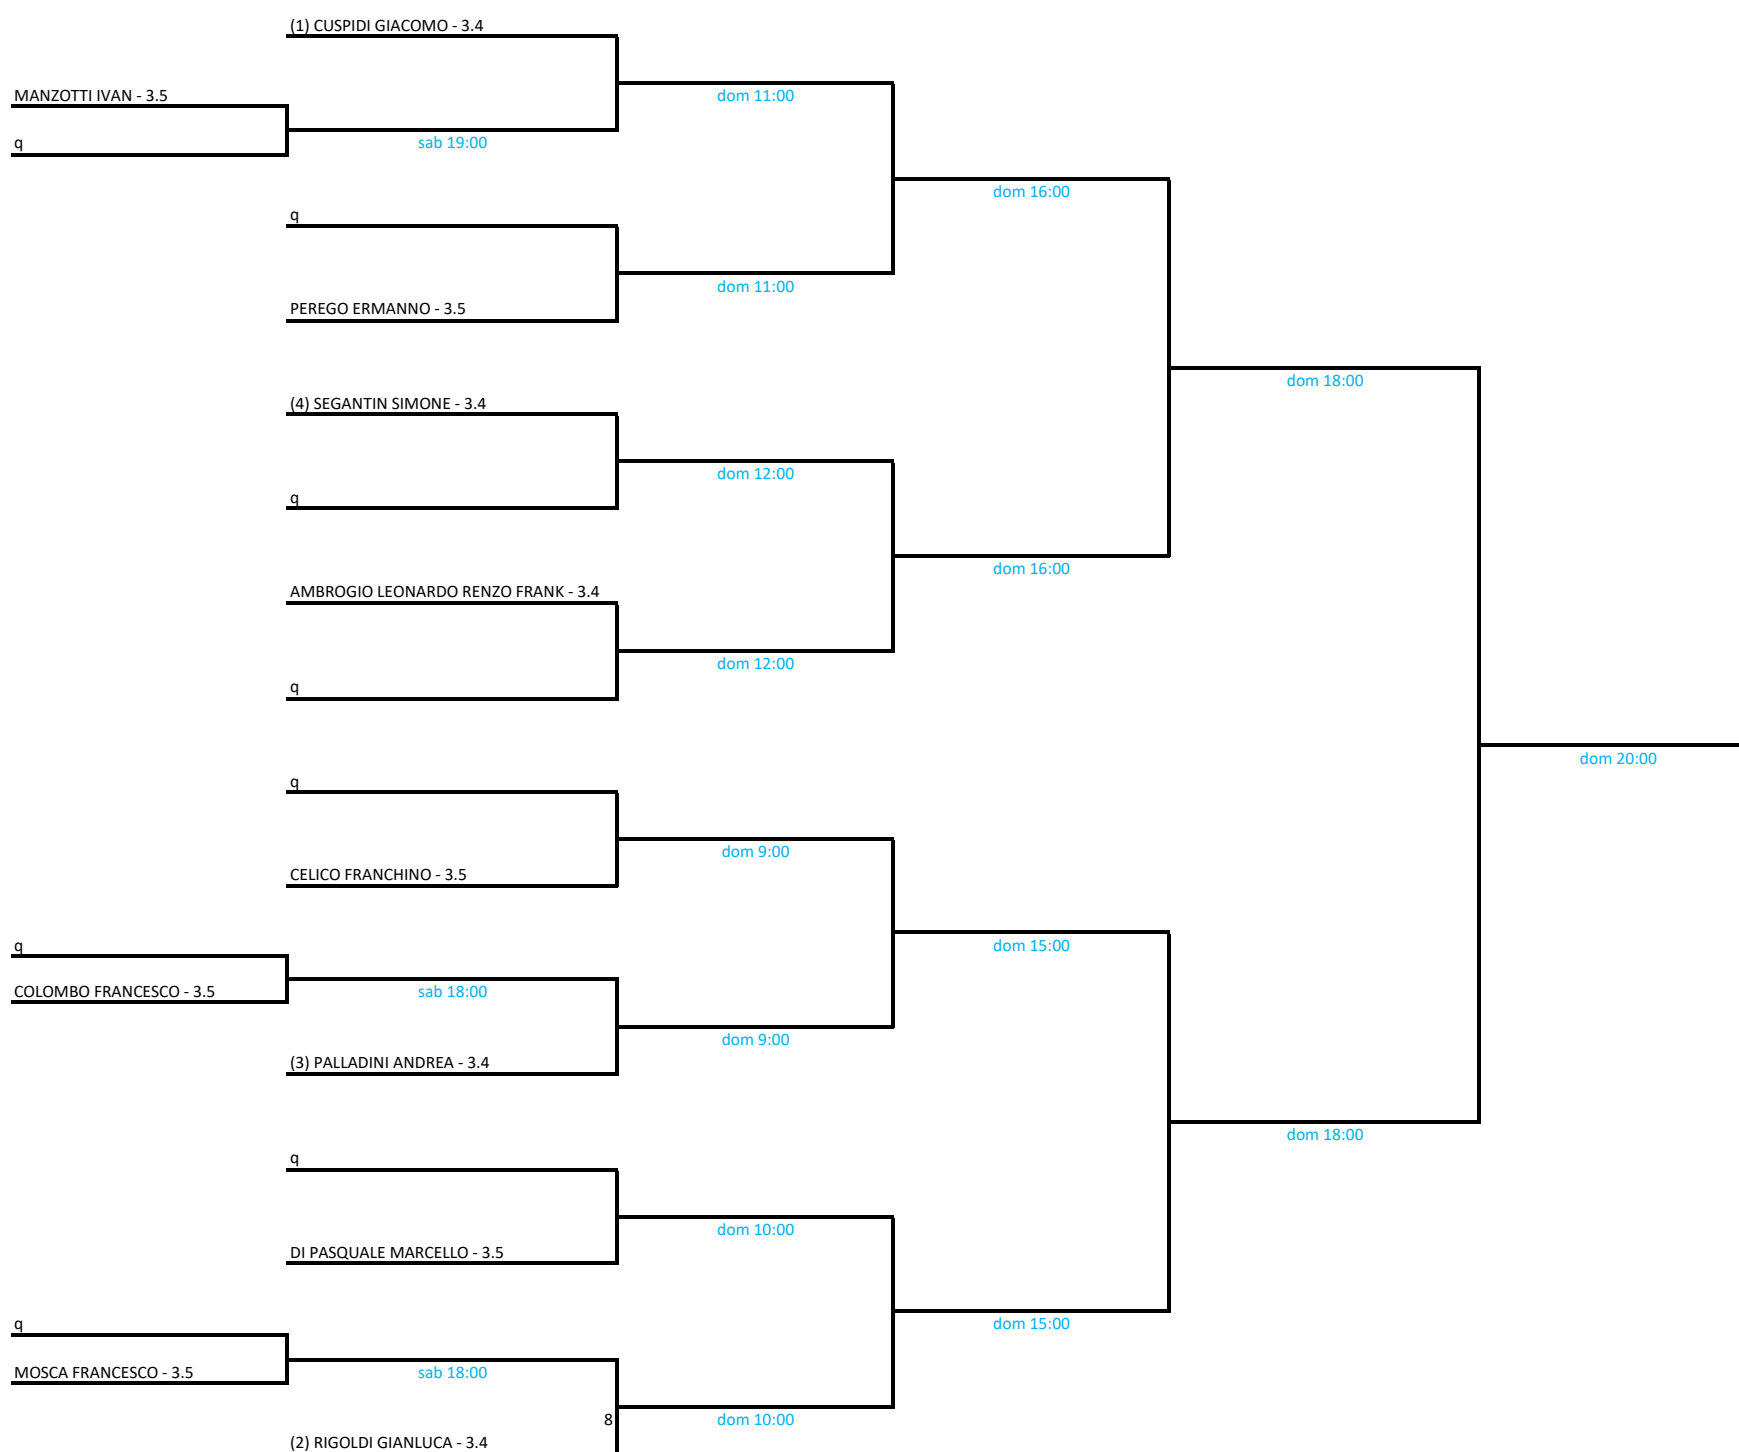 (1) CUSPIDI GIACOMO - 3.4
MANZOTTI IVAN - 3.5
dom 11:00
q
sab 19:00
dom 16:00
q
dom 11:00
PEREGO ERMANNO - 3.5
dom 18:00
(4) SEGANTIN SIMONE - 3.4
dom 12:00
q
dom 16:00
AMBROGIO LEONARDO RENZO FRANK - 3.4
dom 12:00
q
dom 20:00
q
dom 9:00
CELICO FRANCHINO - 3.5
q
dom 15:00
COLOMBO FRANCESCO - 3.5
sab 18:00
dom 9:00
(3) PALLADINI ANDREA - 3.4
dom 18:00
q
dom 10:00
DI PASQUALE MARCELLO - 3.5
q
dom 15:00
MOSCA FRANCESCO - 3.5
sab 18:00
8
dom 10:00
(2) RIGOLDI GIANLUCA - 3.4